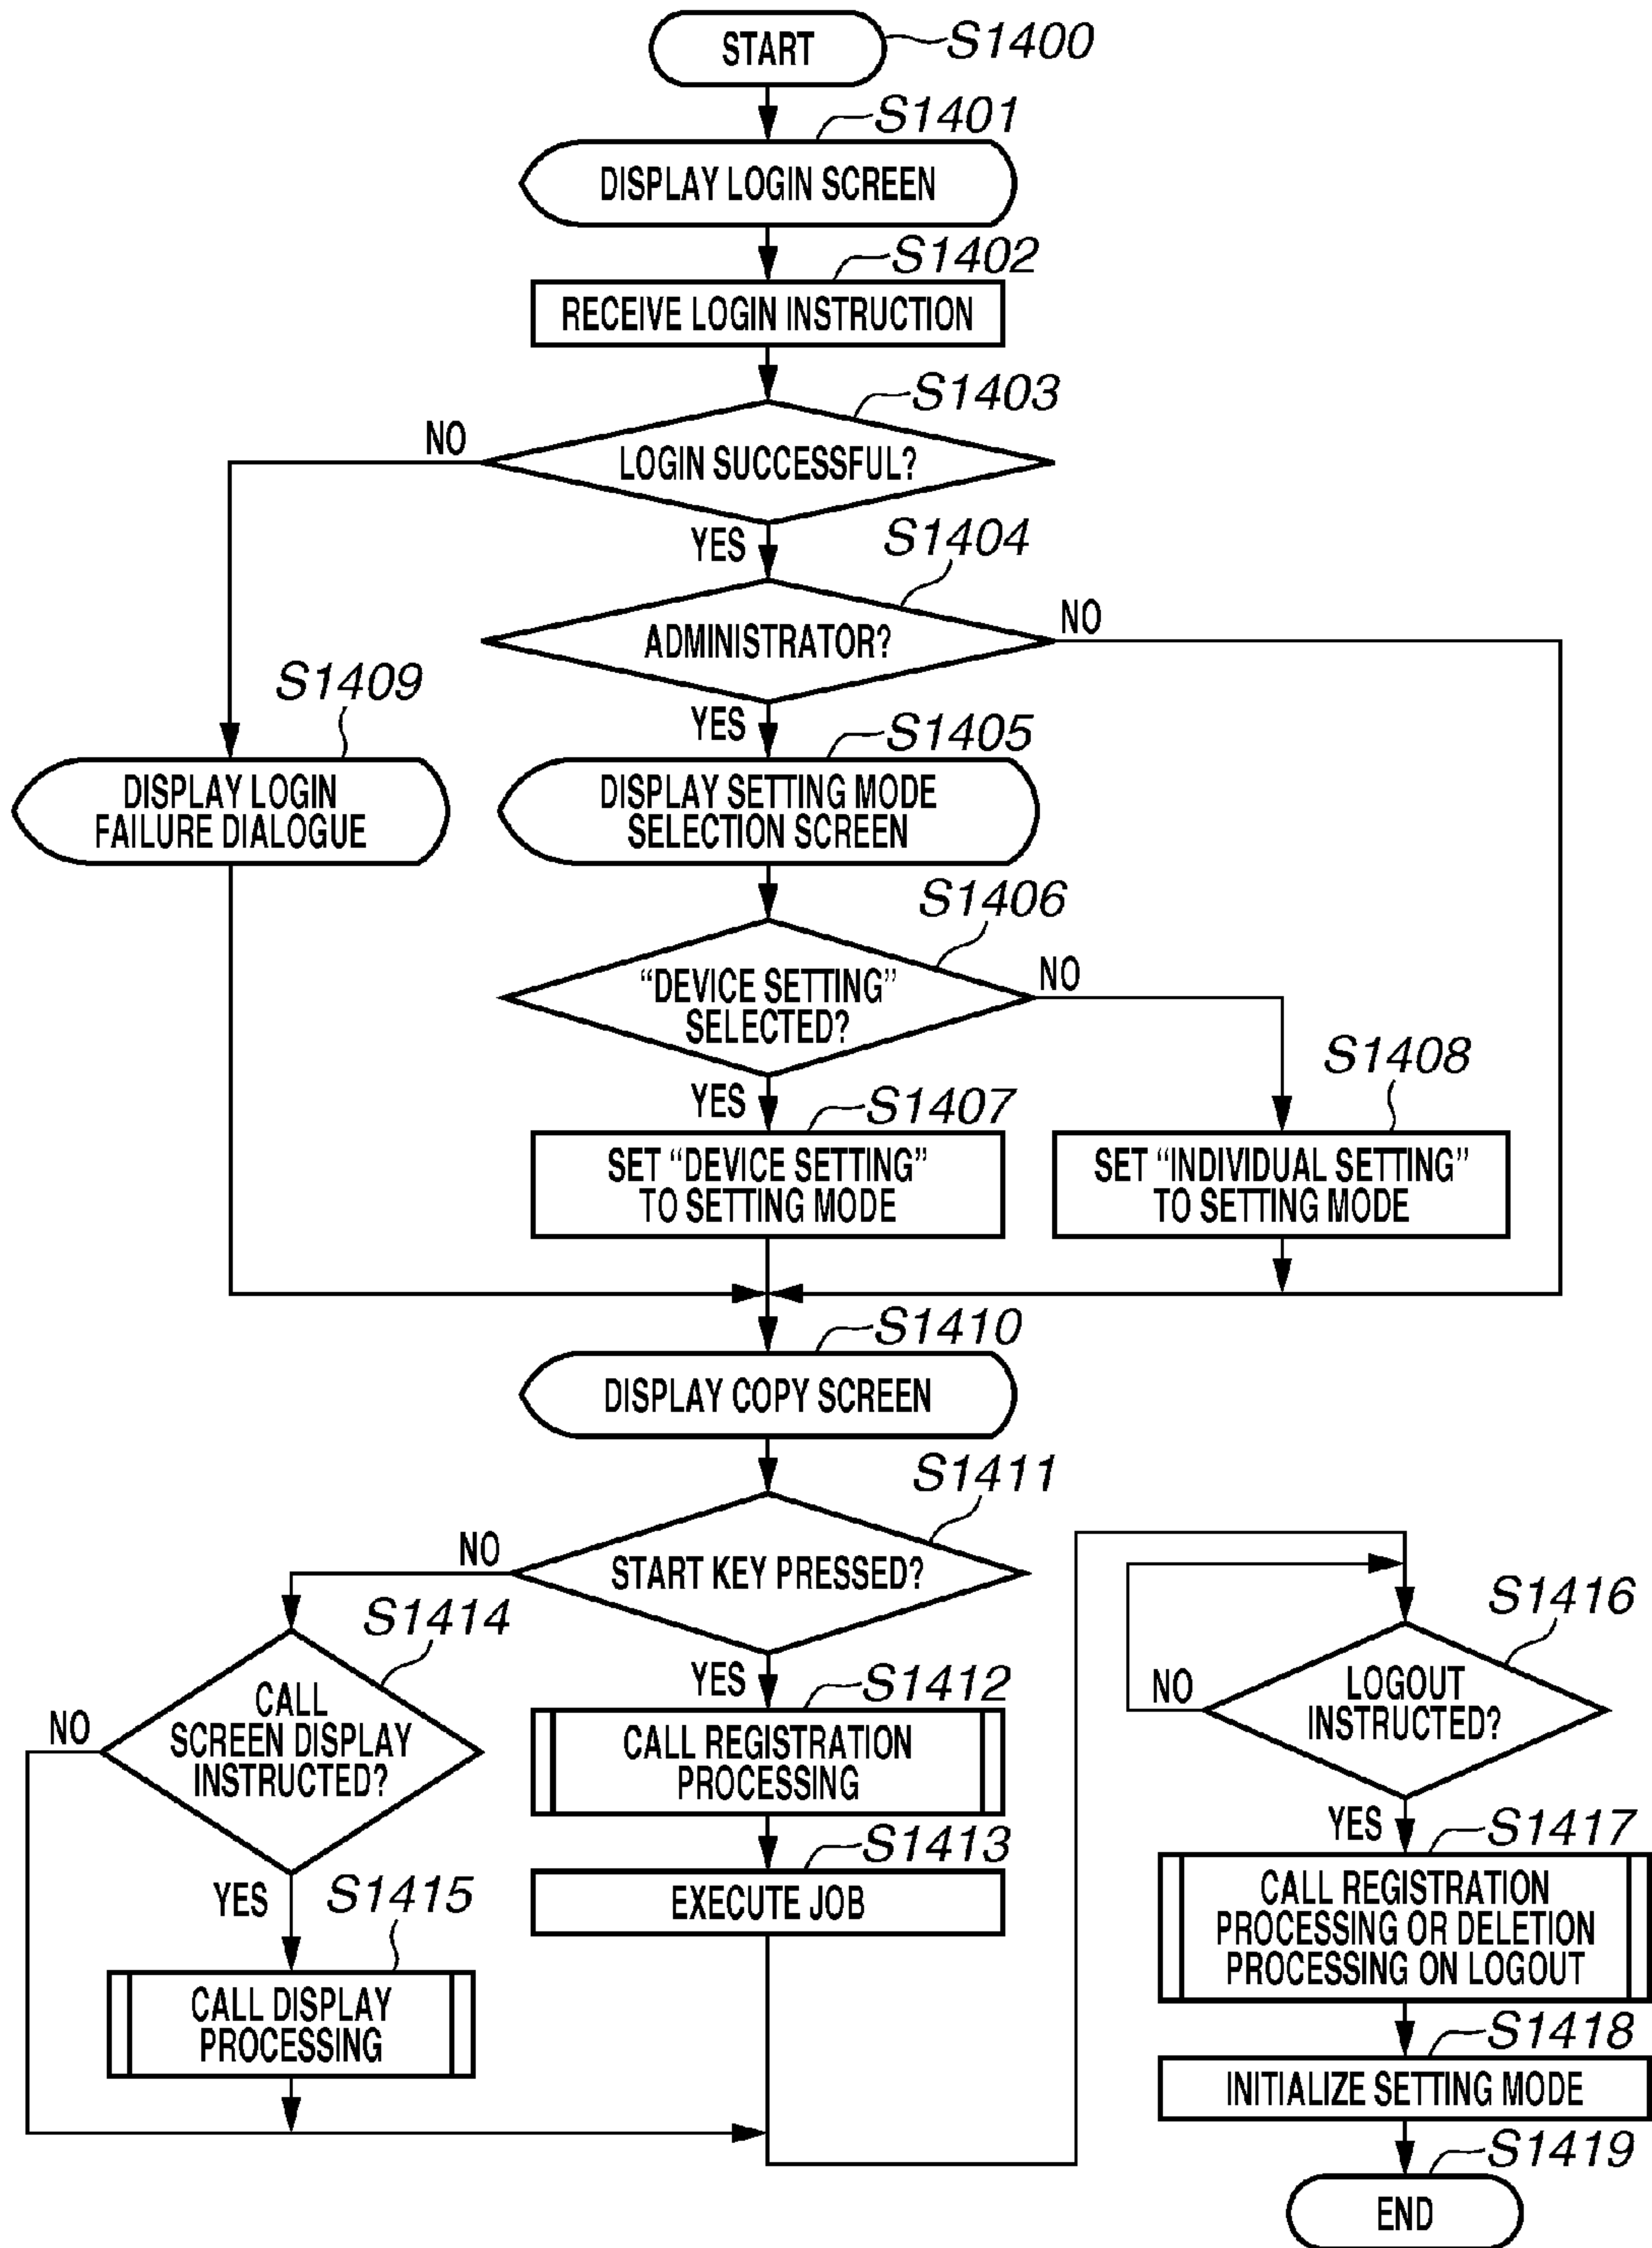 START
S1400
S1401
DISPLAY LOGIN SCREEN
S1402
RECEIVE LOGIN INSTRUCTION
S1403
NO
LOGIN SUCCESSFUL?
YES
S1404
ADMINISTRATOR?
NO
S1409
YES
S1405
DISPLAY LOGIN
FAILURE DIALOGUE
DISPLAY SETTING MODE
SELECTION SCREEN
S1406
“DEVICE SETTING”
SELECTED?
NO
S1408
YES
S1407
SET “DEVICE SETTING”
TO SETTING MODE
SET “INDIVIDUAL SETTING”
TO SETTING MODE
S1410
DISPLAY COPY SCREEN
S1411
NO
START KEY PRESSED?
S1414
CALL
SCREEN DISPLAY
INSTRUCTED?
NO
YES
S1412
CALL REGISTRATION
PROCESSING
S1413
EXECUTE JOB
YES
S1415
CALL DISPLAY
PROCESSING
S1416
LOGOUT
INSTRUCTED?
NO
YES
S1417
CALL REGISTRATION
PROCESSING OR DELETION
PROCESSING ON LOGOUT
S1418
INITIALIZE SETTING MODE
S1419
END